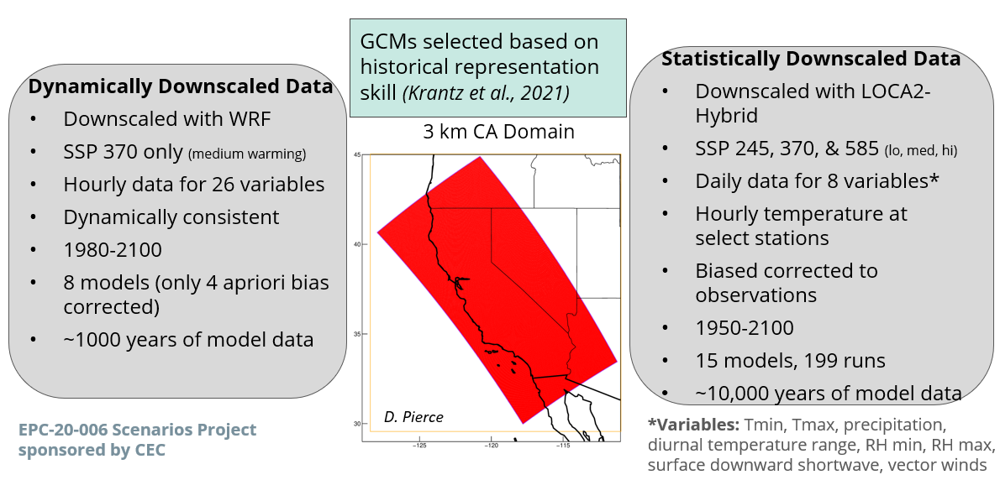 GCMs selected based on
historical representation
skill (Krantz et al., 2021)
Dynamically Downscaled Data
• Downscaled with WRF
• SSP 370 only (medium warming)
• Hourly data for 26 variables
• Dynamically consistent
• 1980-2100
• 8 models (only 4 apriori bias
corrected)
• ~1000 years of model data
EPC-20-006 Scenarios Project
sponsored by CEC
3 km CA Domain
45
40
35
30
−125
−120
−115
D. Pierce
Statistically Downscaled Data
• Downscaled with LOCA2-
Hybrid
• SSP 245, 370, & 585 (lo, med, hi)
• Daily data for 8 variables*
• Hourly temperature at
select stations
• Biased corrected to
observations
• 1950-2100
• 15 models, 199 runs
• ~10,000 years of model data
*Variables: Tmin, Tmax, precipitation,
diurnal temperature range, RH min, RH max,
surface downward shortwave, vector winds